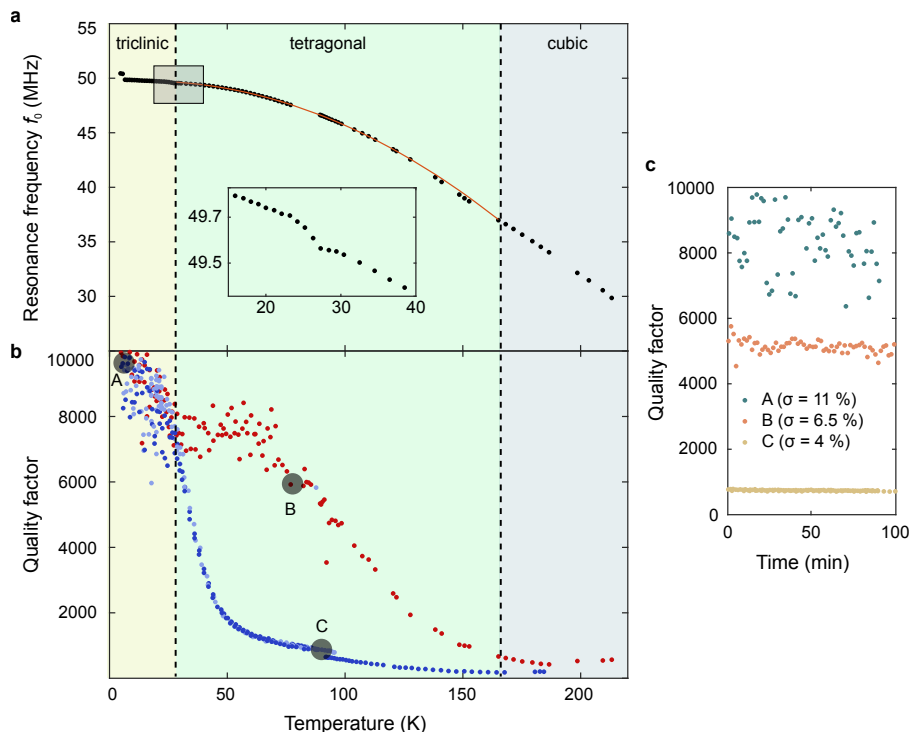 a
triclinic
tetragonal
cubic
Resonance frequency f₀ (MHz)
55
50
45
40
35
30
49.7
49.5
20
30
40
b
Quality factor
10000
8000
6000
4000
2000
A
B
C
0
50
100
150
200
Temperature (K)
c
Quality factor
10000
8000
6000
4000
2000
0
A (σ = 11 %)
B (σ = 6.5 %)
C (σ = 4 %)
0
50
100
Time (min)